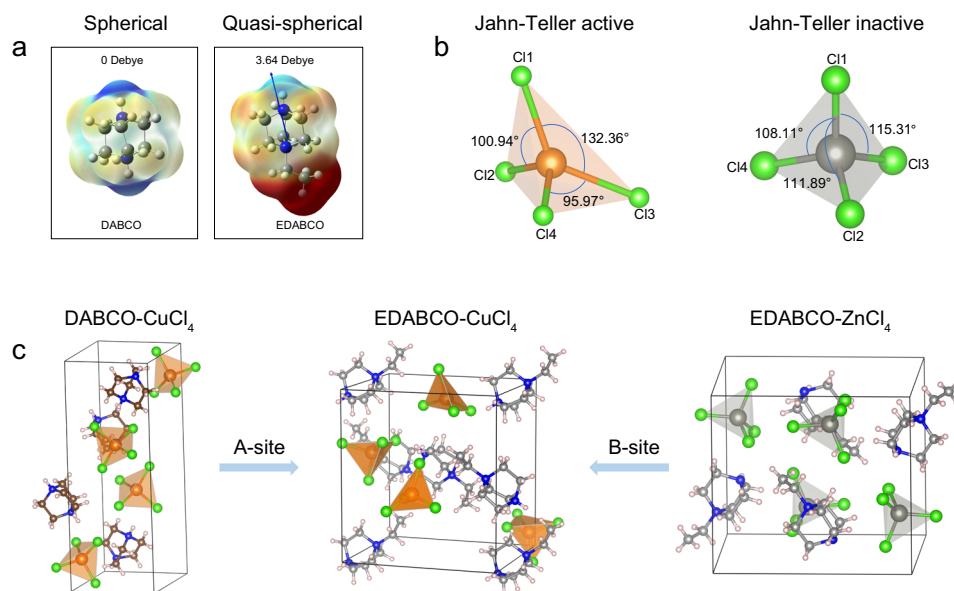 Spherical
Quasi-spherical
Jahn-Teller active
Jahn-Teller inactive
a
b
0 Debye
3.64 Debye
DABCO
EDABCO
Cl1
100.94°
132.36°
Cl2
95.97°
Cl3
Cl4
Cl1
108.11°
115.31°
Cl4
Cl3
111.89°
Cl2
DABCO-CuCl₄
EDABCO-CuCl₄
EDABCO-ZnCl₄
c
A-site
B-site